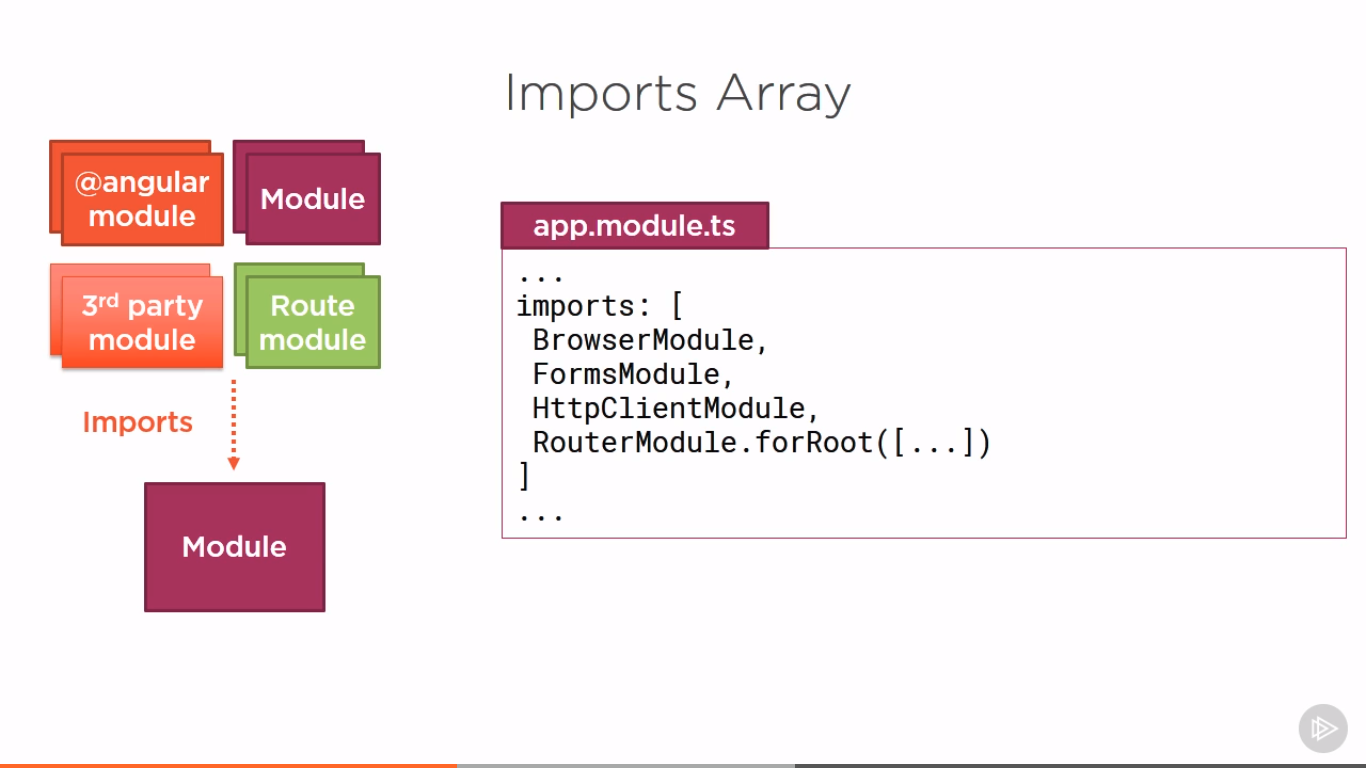 Imports Array
@angular
module
Module
3rd party
module
Route
module
Imports
Module
app.module.ts
...
imports: [
BrowserModule,
FormsModule,
HttpClientModule,
RouterModule.forRoot([...])
]
...